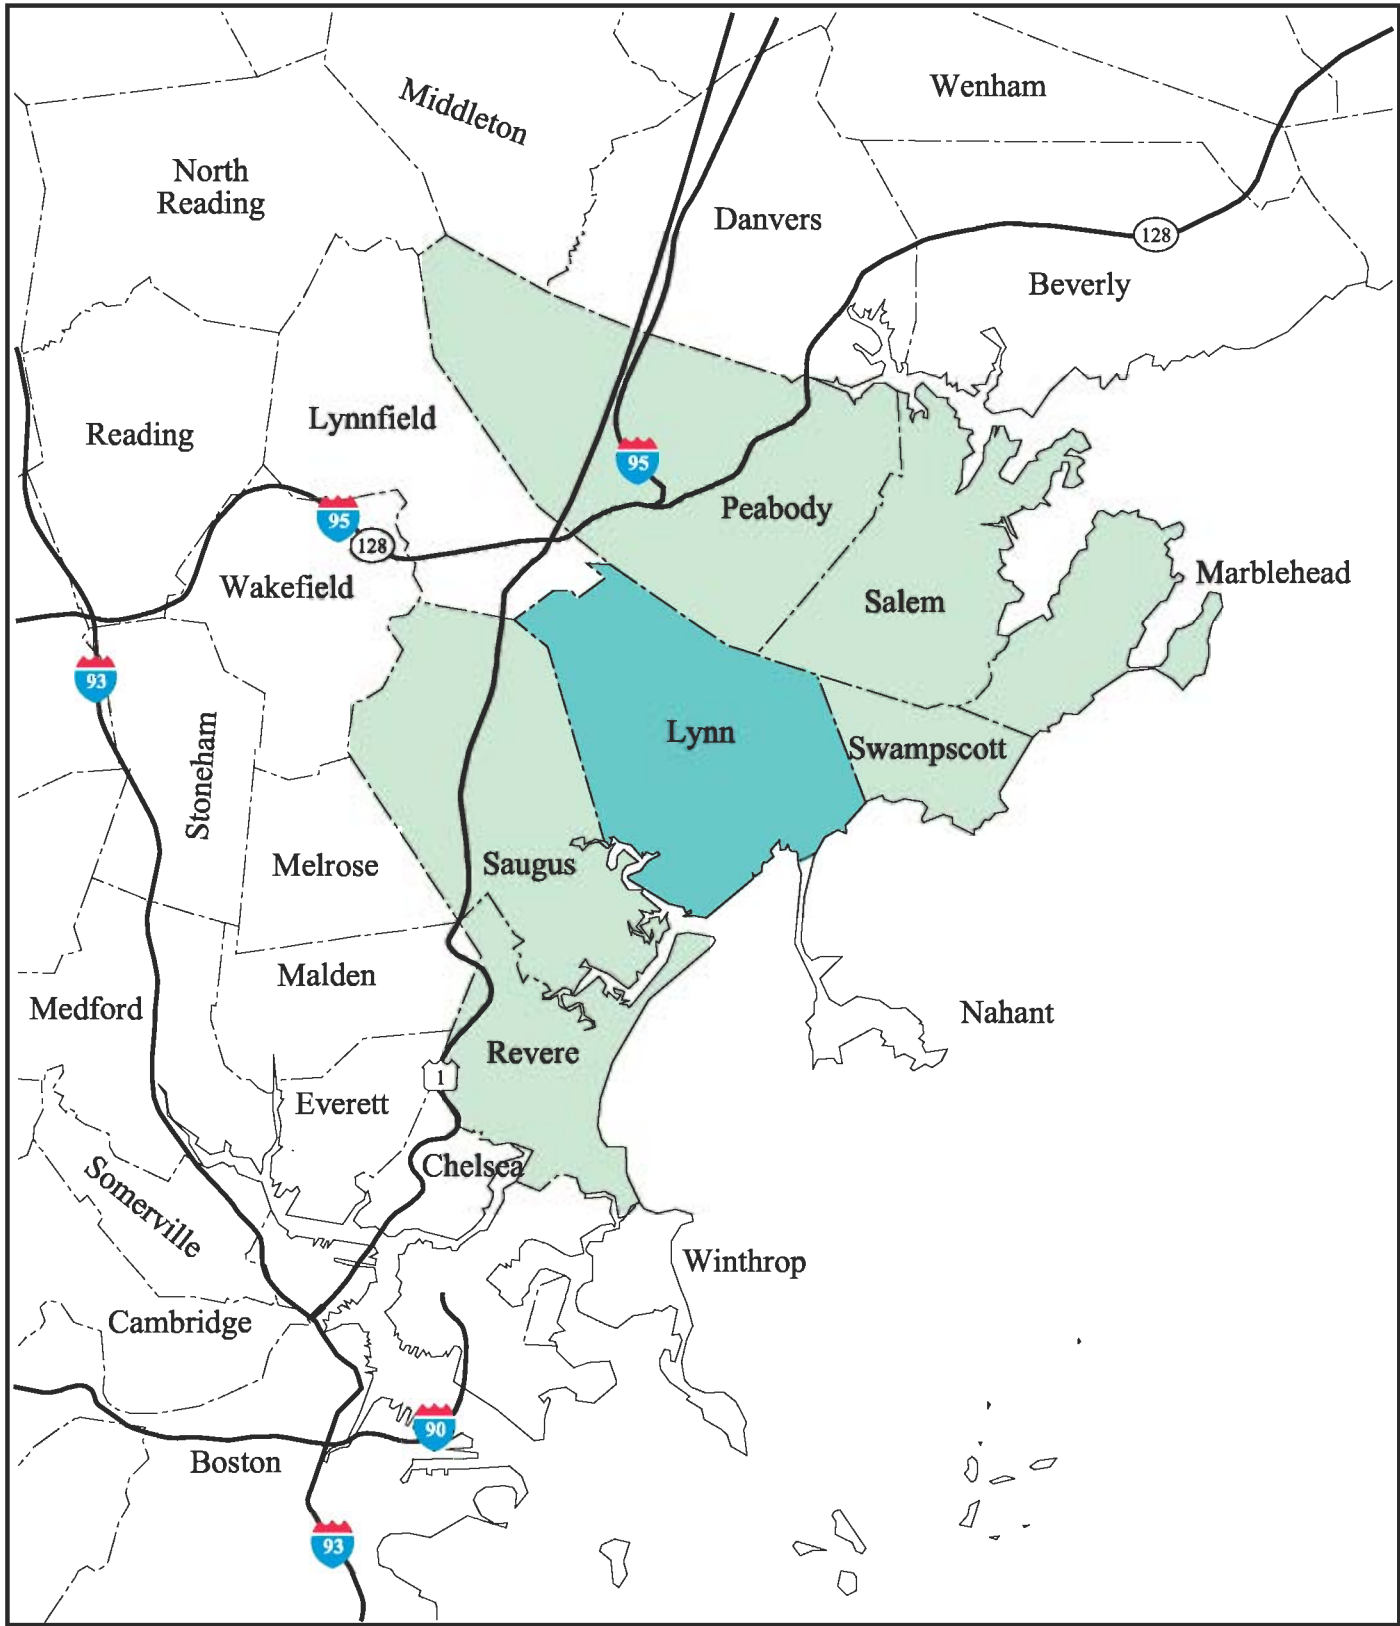 Middleton
Wenham
North
Reading
Danvers
128
Beverly
Lynnfield
Reading
95
Peabody
95
128
Wakefield
Marblehead
Salem
93
Stoneham
Lynn
Swampscott
Melrose
Saugus
Malden
Medford
Nahant
Revere
1
Everett
Chelsea
Somerville
Winthrop
Cambridge
90
Boston
93